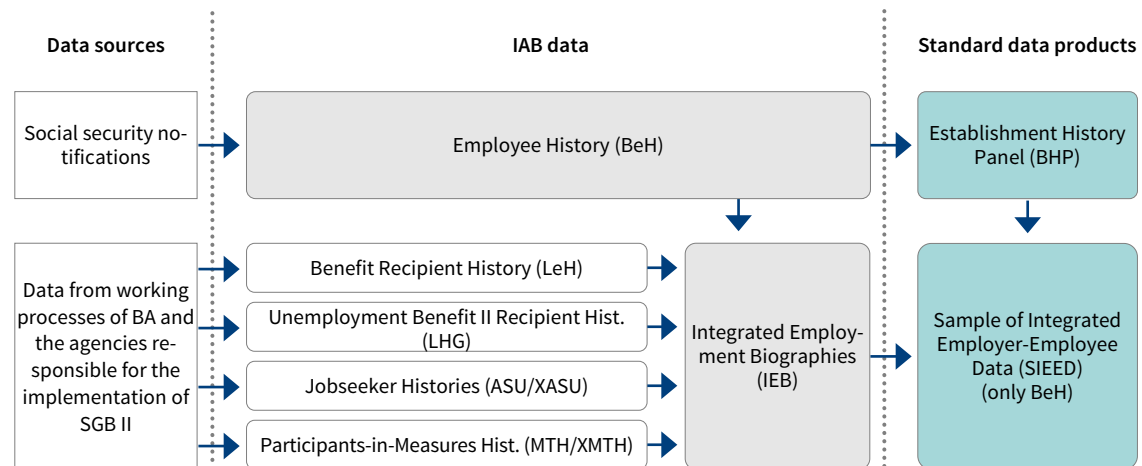 Data sources
IAB data
Standard data products
Social security no-
tifications
Employee History (BeH)
Establishment History
Panel (BHP)
Data from working
processes of BA and
the agencies re-
sponsible for the
implementation of
SGB II
Benefit Recipient History (LeH)
Unemployment Benefit II Recipient Hist.
(LHG)
Jobseeker Histories (ASU/XASU)
Participants-in-Measures Hist. (MTH/XMTH)
Integrated Employ-
ment Biographies
(IEB)
Sample of Integrated
Employer-Employee
Data (SIEED)
(only BeH)